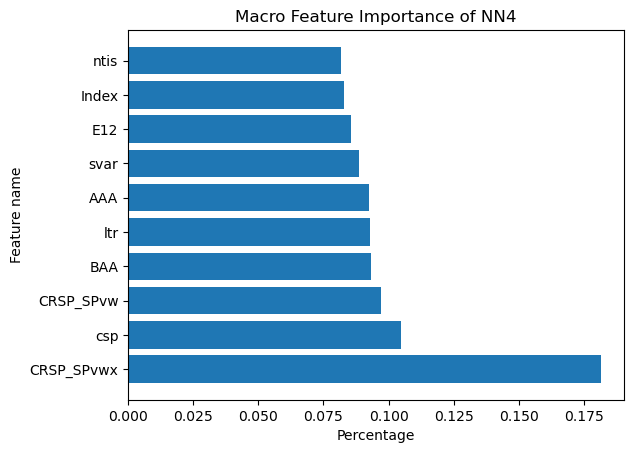 Macro Feature Importance of NN4
Feature name
ntis
Index
E12
svar
AAA
ltr
BAA
CRSP_SPvw
csp
CRSP_SPvwx
0.000 0.025 0.050 0.075 0.100 0.125 0.150 0.175
Percentage